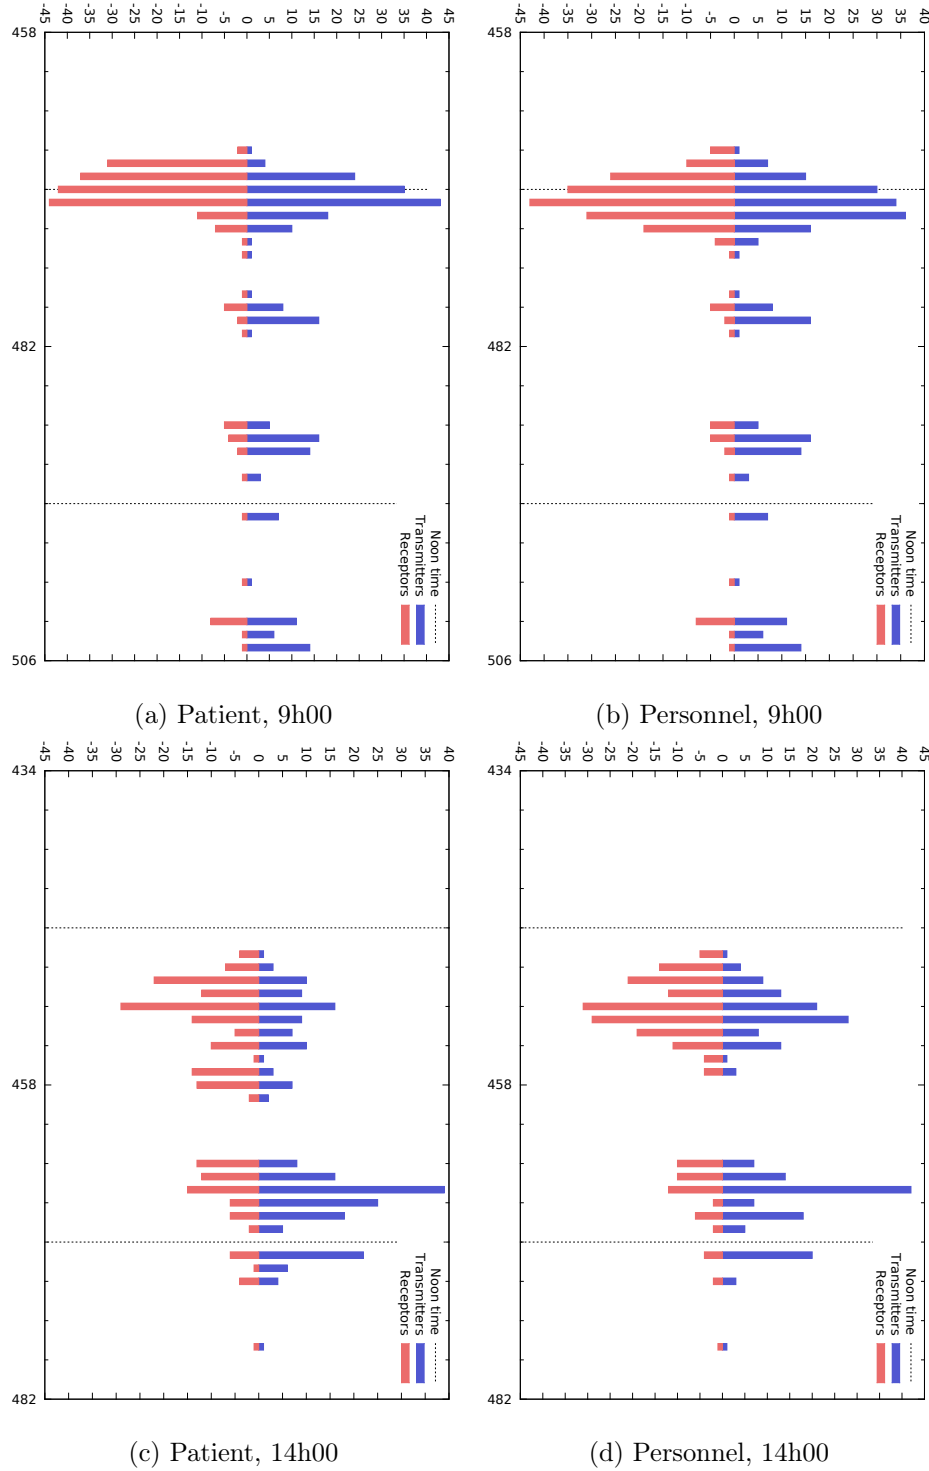 -45 -40 -35 -30 -25 -20 -15 -10 -5 0 5 10 15 20 25 30 35 40 45
458
482
506
Noon time
Transmitters
Receptors
(a) Patient, 9h00
-45 -40 -35 -30 -25 -20 -15 -10 -5 0 5 10 15 20 25 30 35 40
458
482
506
Noon time
Transmitters
Receptors
(b) Personnel, 9h00
-45 -40 -35 -30 -25 -20 -15 -10 -5 0 5 10 15 20 25 30 35 40
434
458
482
Noon time
Transmitters
Receptors
(c) Patient, 14h00
-45 -40 -35 -30 -25 -20 -15 -10 -5 0 5 10 15 20 25 30 35 40 45
434
458
482
Noon time
Transmitters
Receptors
(d) Personnel, 14h00